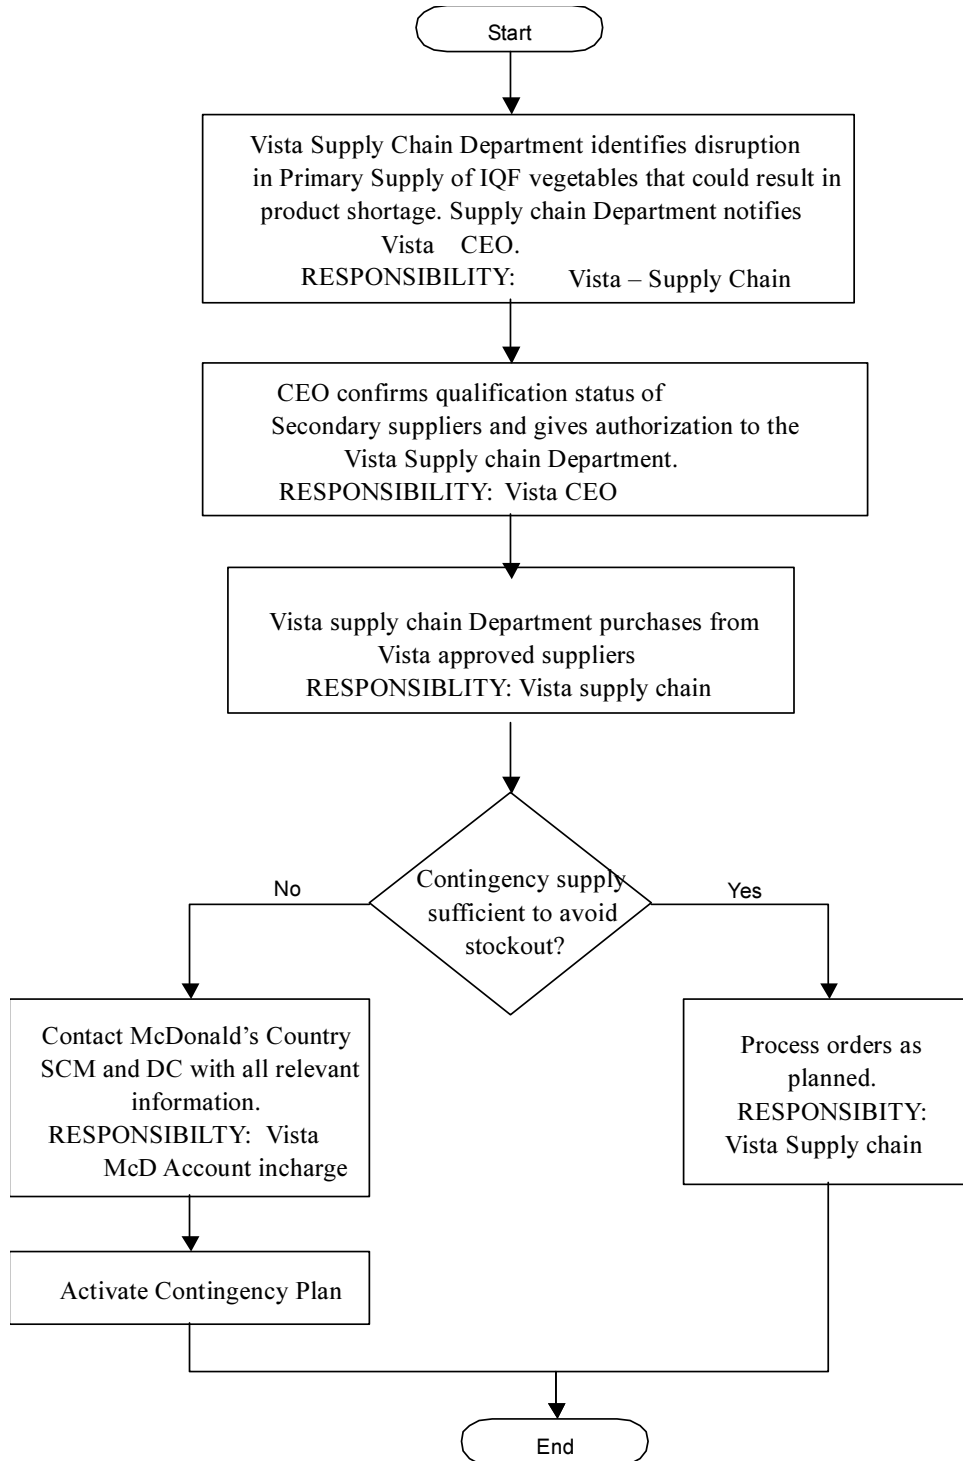 Start
Vista Supply Chain Department identifies disruption
in Primary Supply of IQF vegetables that could result in
product shortage. Supply chain Department notifies
Vista CEO.
RESPONSIBILITY: Vista – Supply Chain
CEO confirms qualification status of
Secondary suppliers and gives authorization to the
Vista Supply chain Department.
RESPONSIBILITY: Vista CEO
Vista supply chain Department purchases from
Vista approved suppliers
RESPONSIBLITY: Vista supply chain
Contingency supply
sufficient to avoid
stockout?
No
Yes
Contact McDonald’s Country
SCM and DC with all relevant
information.
RESPONSIBILTY: Vista
McD Account incharge
Process orders as
planned.
RESPONSIBITY:
Vista Supply chain
Activate Contingency Plan
End